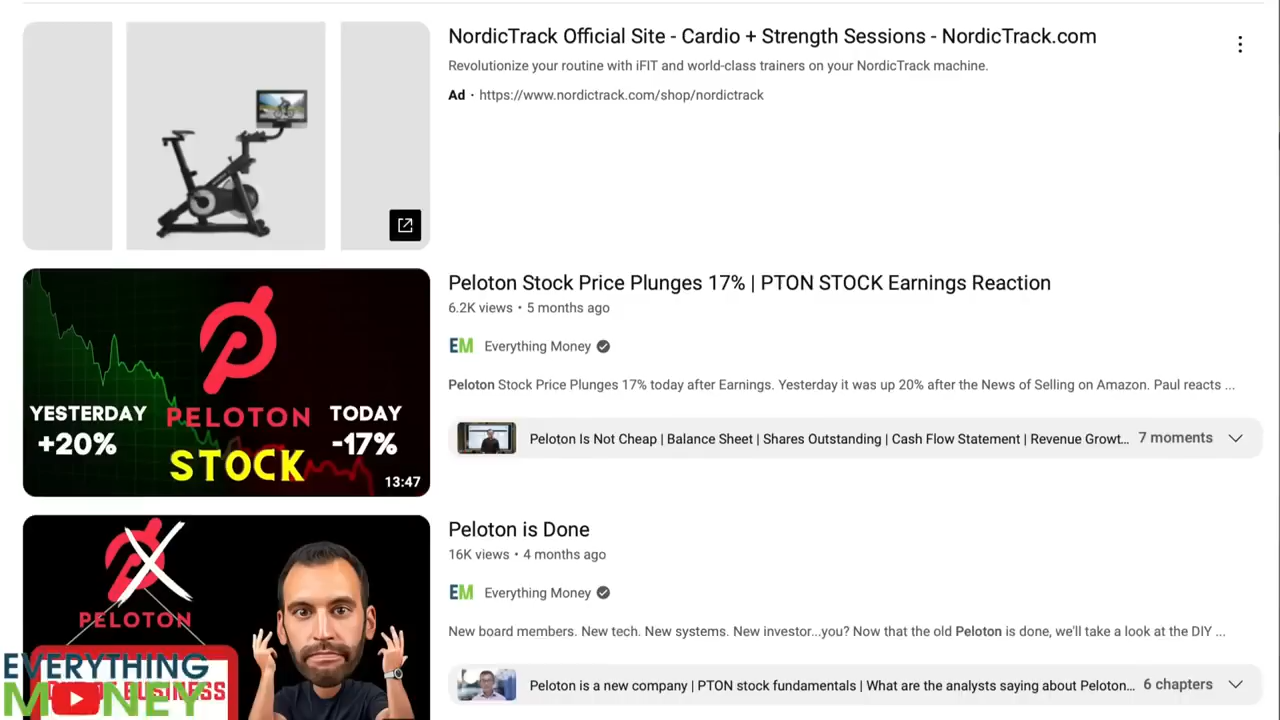 NordicTrack Official Site - Cardio + Strength Sessions - NordicTrack.com
Revolutionize your routine with iFIT and world-class trainers on your NordicTrack machine.
Ad · https://www.nordictrack.com/shop/nordictrack
YESTERDAY
+20%
PELOTON
STOCK
TODAY
-17%
13:47
Peloton Stock Price Plunges 17% | PTON STOCK Earnings Reaction
6.2K views • 5 months ago
EM Everything Money
Peloton Stock Price Plunges 17% today after Earnings. Yesterday it was up 20% after the News of Selling on Amazon. Paul reacts ...
Peloton Is Not Cheap | Balance Sheet | Shares Outstanding | Cash Flow Statement | Revenue Growt... 7 moments
PELOTON
BUSINESS
EVERYTHING
MONEY
Peloton is Done
16K views • 4 months ago
EM Everything Money
New board members. New tech. New systems. New investor...you? Now that the old Peloton is done, we'll take a look at the DIY ...
Peloton is a new company | PTON stock fundamentals | What are the analysts saying about Peloton... 6 chapters